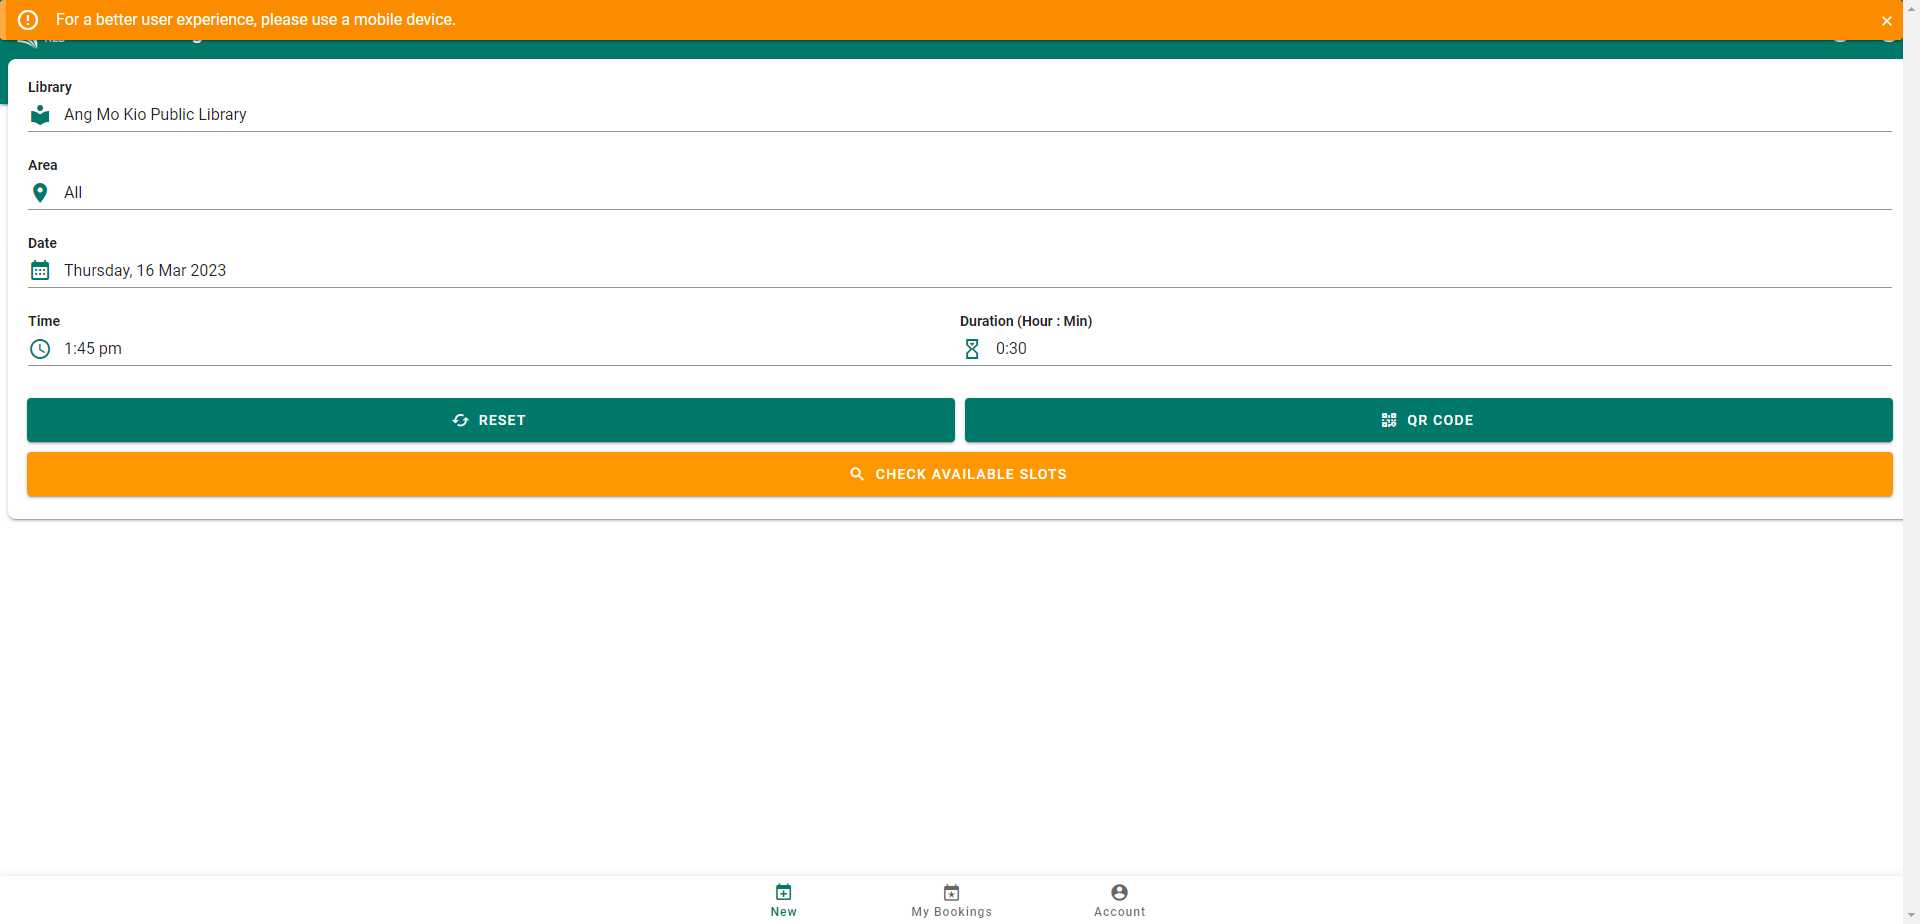 For a better user experience, please use a mobile device.
Library
Ang Mo Kio Public Library
Area
All
Date
Thursday, 16 Mar 2023
Time
1:45 pm
Duration (Hour : Min)
0:30
RESET
QR CODE
CHECK AVAILABLE SLOTS
New
My Bookings
Account